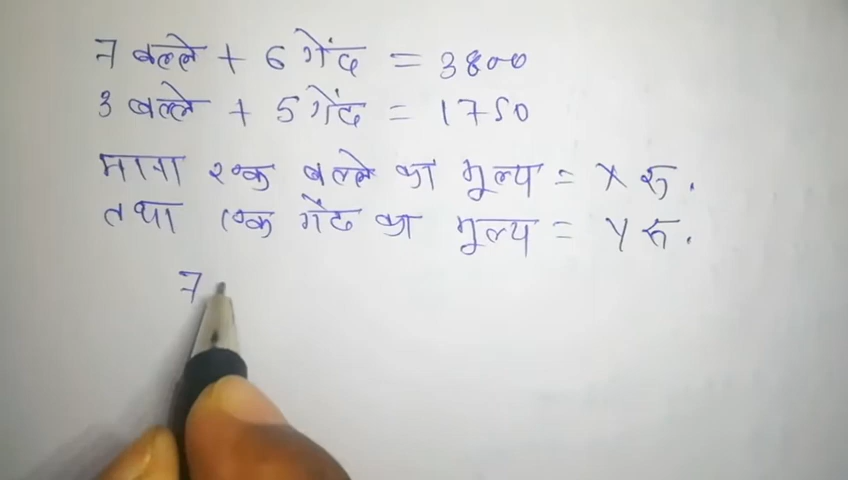 7 बल्ले + 6 गेंद = 3800
3 बल्ले + 5 गेंद = 1750
माना एक बल्ले का मूल्य = x रु.
तथा एक गेंद का मूल्य = y रु.
7